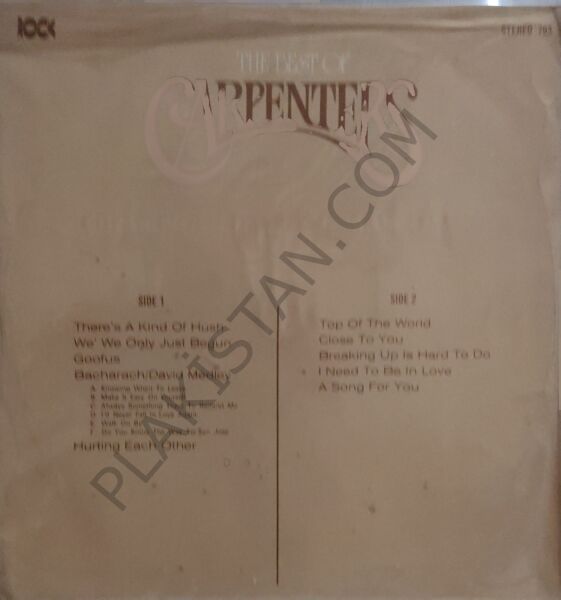 ROCK
STEREO 793
THE BEST OF
CARPENTERS
SIDE 1
There's A Kind Of Hush
We' We Only Just Begun
Goofus
Bacharach/David Medley
A. Knowing When To Leave
B. Make It Easy On
C. Always Something There To Remind Me
D. I'll Never Fall In Love Again
E. Walk On By
F. Do You Know The Way To San Jose
Hurting Each Other
SIDE 2
Top Of The World
Close To You
Breaking Up Is Hard To Do
I Need To Be In Love
A Song For You
PLAKİSTAN.COM